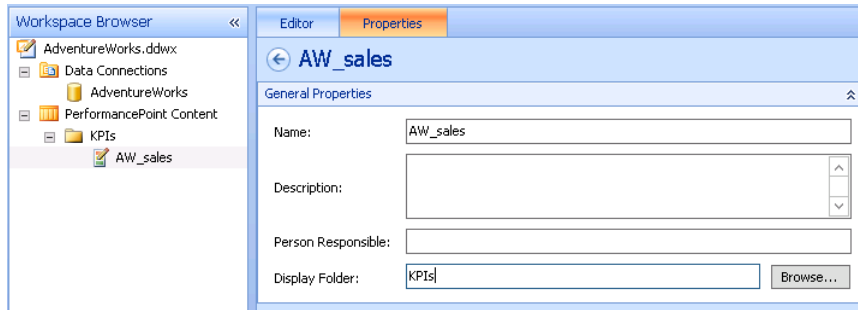 Workspace Browser «
AdventureWorks.ddwx
Data Connections
AdventureWorks
PerformancePoint Content
KPIs
AW_sales
Editor Properties
AW_sales
General Properties
Name: AW_sales
Description:
Person Responsible:
Display Folder: KPIs Browse...